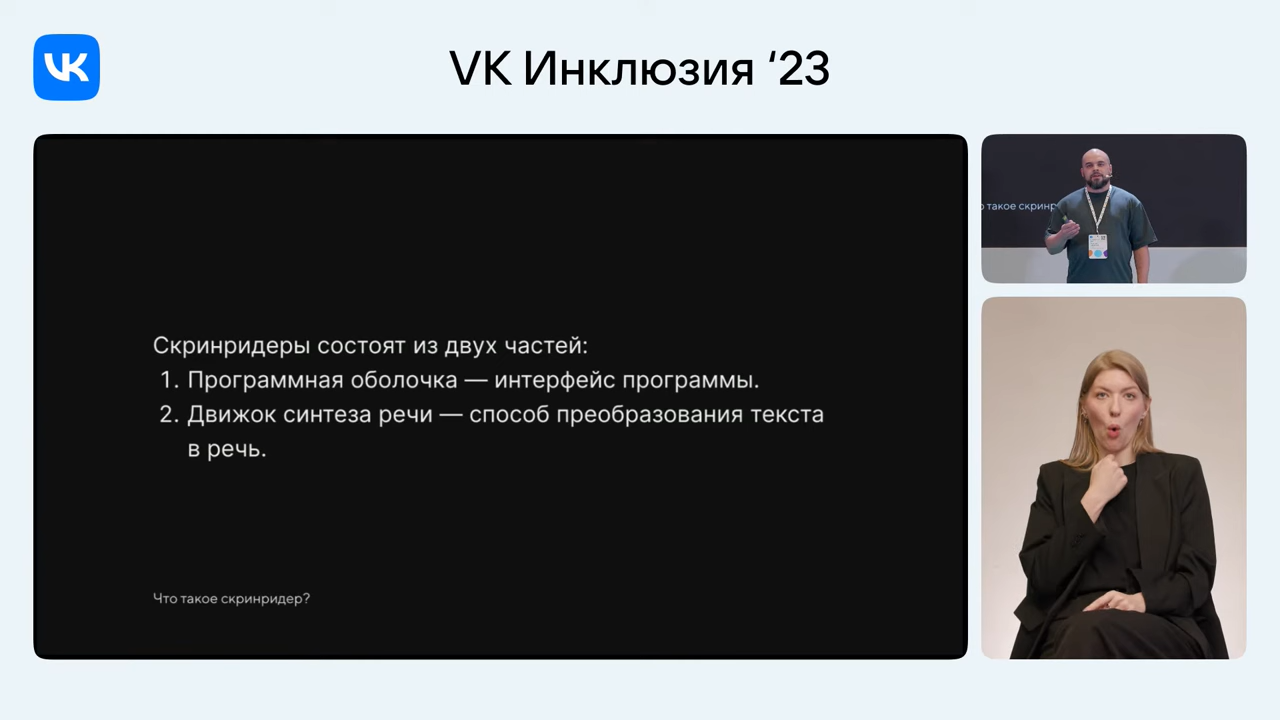 VK
VK Инклюзия ‘23
Скринридеры состоят из двух частей:
1. Программная оболочка — интерфейс программы.
2. Движок синтеза речи — способ преобразования текста
в речь.
Что такое скринридер?
такое скринр